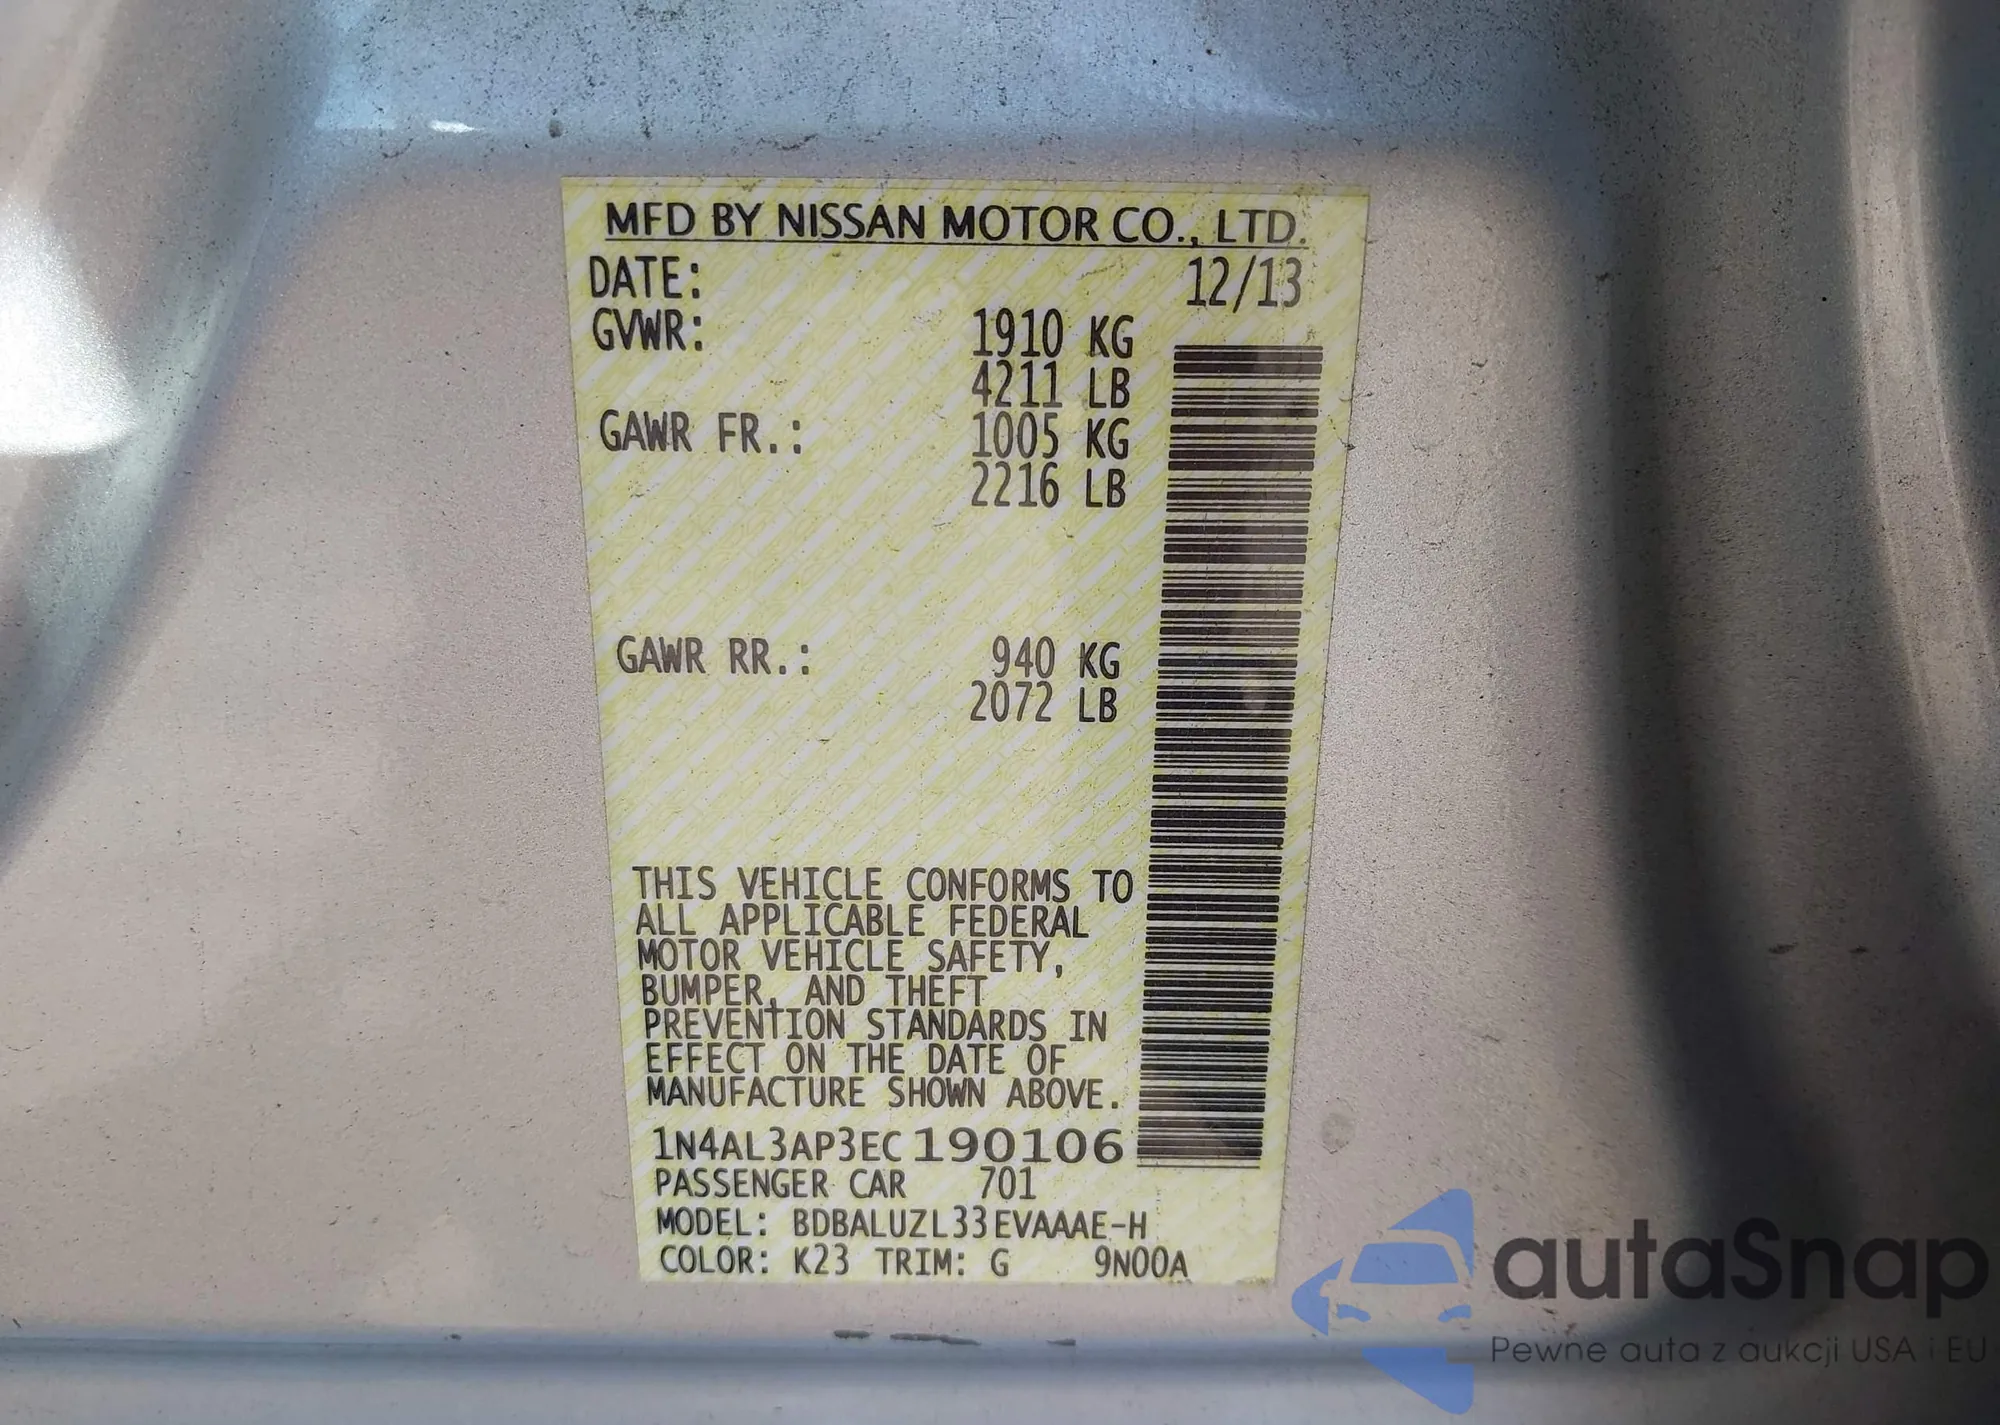 MFD BY NISSAN MOTOR CO., LTD.
DATE: 12/13
GVWR: 1910 KG
4211 LB
GAWR FR.: 1005 KG
2216 LB
GAWR RR.: 940 KG
2072 LB
THIS VEHICLE CONFORMS TO
ALL APPLICABLE FEDERAL
MOTOR VEHICLE SAFETY,
BUMPER, AND THEFT
PREVENTION STANDARDS IN
EFFECT ON THE DATE OF
MANUFACTURE SHOWN ABOVE.
1N4AL3AP3EC190106
PASSENGER CAR 701
MODEL: BDBALUZL33EVAAAE-H
COLOR: K23 TRIM: G 9N00A
autaSnap
Pewne auta z aukcji USA i EU